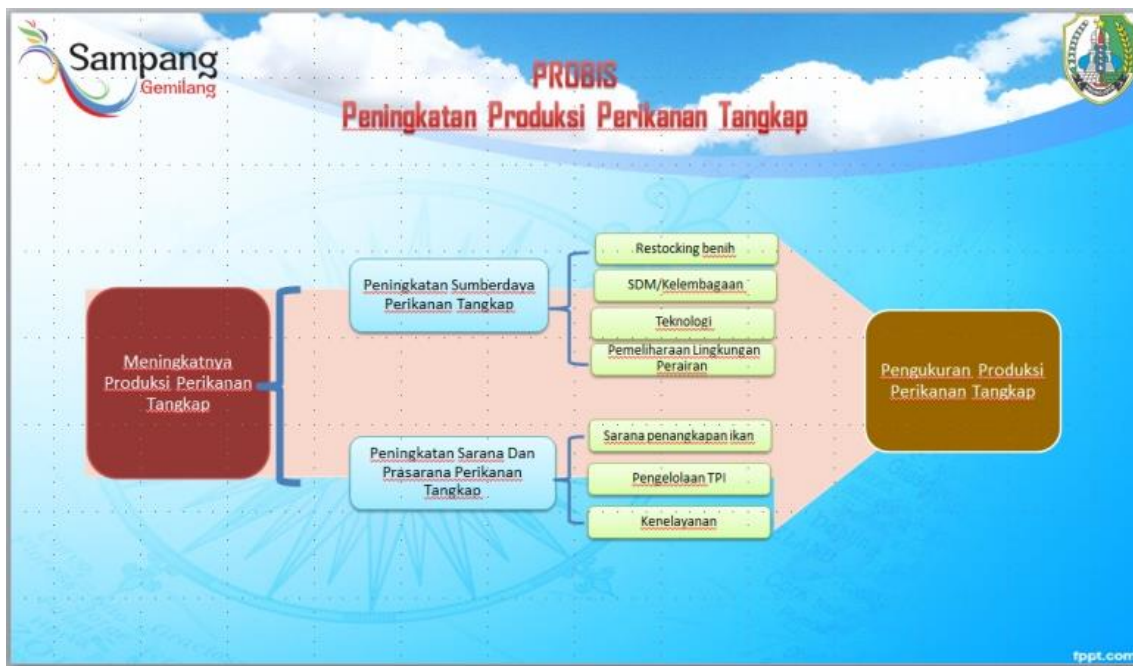 Sampang
Gemilang
PROBIS
Peningkatan Produksi Perikanan Tangkap
Meningkatnya
Produksi Perikanan
Tangkap
Peningkatan Sumberdaya
Perikanan Tangkap
Restocking benih
SDM/Kelembagaan
Teknologi
Pemeliharaan Lingkungan
Perairan
Peningkatan Sarana Dan
Prasarana Perikanan
Tangkap
Sarana penangkapan ikan
Pengelolaan TPI
Kenelayanan
Pengukuran Produksi
Perikanan Tangkap
fppt.com